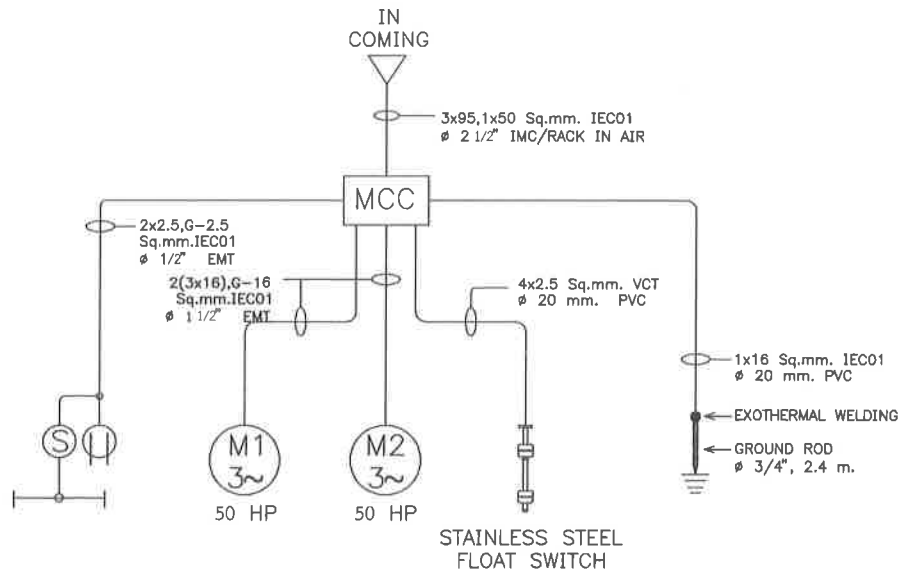 IN
COMING
3x95,1x50 Sq.mm. IEC01
ø 2 1/2" IMC/RACK IN AIR
MCC
2x2.5,G-2.5
Sq.mm.IEC01
ø 1/2" EMT
2(3x16),G-16
Sq.mm.IEC01
ø 1 1/2" EMT
4x2.5 Sq.mm. VCT
ø 20 mm. PVC
1x16 Sq.mm. IEC01
ø 20 mm. PVC
EXOTHERMAL WELDING
GROUND ROD
ø 3/4", 2.4 m.
S
M1
3~
M2
3~
50 HP
50 HP
STAINLESS STEEL
FLOAT SWITCH